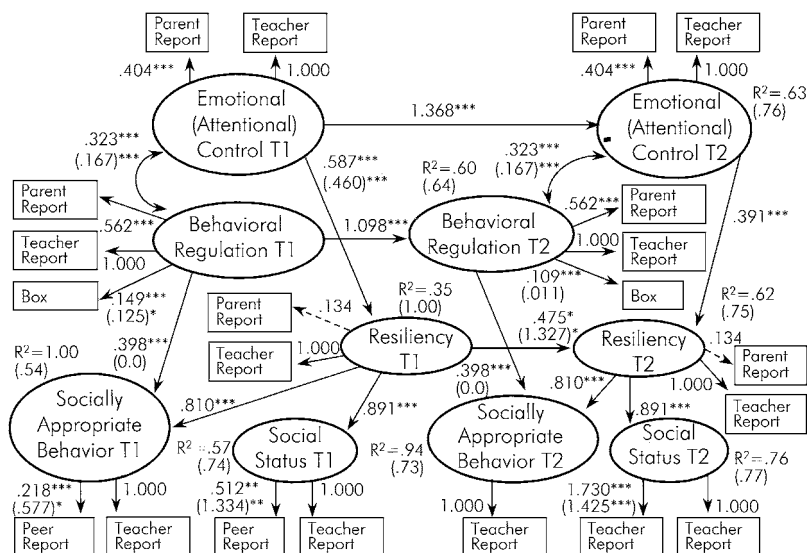 Parent
Report
Teacher
Report
Parent
Report
Teacher
Report
.404***
1.000
.404***
1.000
Emotional
(Attentional)
Control T1
1.368***
Emotional
(Attentional)
Control T2
R²=.63
(.76)
.323***
(.167)***
.587***
(.460)***
R²=.60
(.64)
.323***
(.167)***
Parent
Report
.562***
Teacher
Report
1.000
Box
.149***
(.125)*
Behavioral
Regulation T1
1.098***
Behavioral
Regulation T2
.562***
Parent
Report
1.000
Teacher
Report
.109***
(.011)
Box
.391***
R²=.62
(.75)
R²=.35
(1.00)
Parent
Report
.134
Teacher
Report
1.000
Resiliency
T1
.475*
(1.327)*
Resiliency
T2
.134
Parent
Report
1.000
Teacher
Report
R²=1.00
(.54)
.398***
(0.0)
.810***
.891***
.398***
(0.0)
.810***
.891***
Socially
Appropriate
Behavior T1
R²=.57
(.74)
Social
Status T1
R²=.94
(.73)
Socially
Appropriate
Behavior T2
Social
Status T2
R²=.76
(.77)
.218***
(.577)*
1.000
.512**
(1.334)**
1.000
1.000
1.730***
(1.425***)
1.000
Peer
Report
Teacher
Report
Peer
Report
Teacher
Report
Teacher
Report
Peer
Report
Teacher
Report